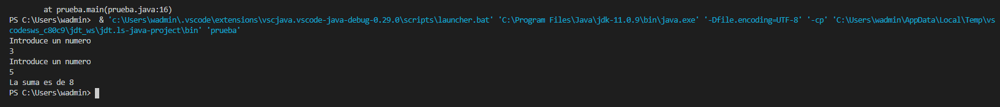 at prueba.main(prueba.java:16)
PS C:\Users\wadmin>  & 'c:\Users\wadmin\.vscode\extensions\vscjava.vscode-java-debug-0.29.0\scripts\launcher.bat' 'C:\Program Files\Java\jdk-11.0.9\bin\java.exe' '-Dfile.encoding=UTF-8' '-cp' 'C:\Users\wadmin\AppData\Local\Temp\vs
codesws_c80c9\jdt_ws\jdt.ls-java-project\bin' 'prueba'
Introduce un numero
3
Introduce un numero
5
La suma es de 8
PS C:\Users\wadmin>